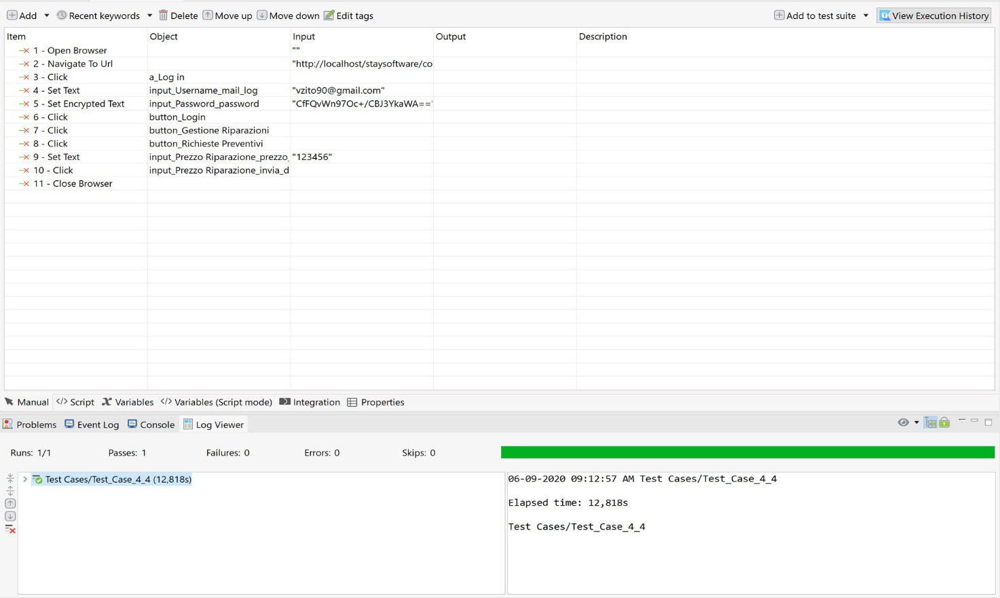 Add Recent keywords Delete Move up Move down Edit tags Add to test suite View Execution History
Item Object Input Output Description
1 - Open Browser ""
2 - Navigate To Url "http://localhost/staysoftware/co
3 - Click a_Log in
4 - Set Text input_Username_mail_log "vzito90@gmail.com"
5 - Set Encrypted Text input_Password_password "CfFQvWn97Oc+/CBJ3YkaWA=="
6 - Click button_Login
7 - Click button_Gestione Riparazioni
8 - Click button_Richieste Preventivi
9 - Set Text input_Prezzo Riparazione_prezzo_ "123456"
10 - Click input_Prezzo Riparazione_invia_d
11 - Close Browser
Manual Script Variables Variables (Script mode) Integration Properties
Problems Event Log Console Log Viewer
Runs: 1/1 Passes: 1 Failures: 0 Errors: 0 Skips: 0
Test Cases/Test_Case_4_4 (12,818s)
06-09-2020 09:12:57 AM Test Cases/Test_Case_4_4
Elapsed time: 12,818s
Test Cases/Test_Case_4_4